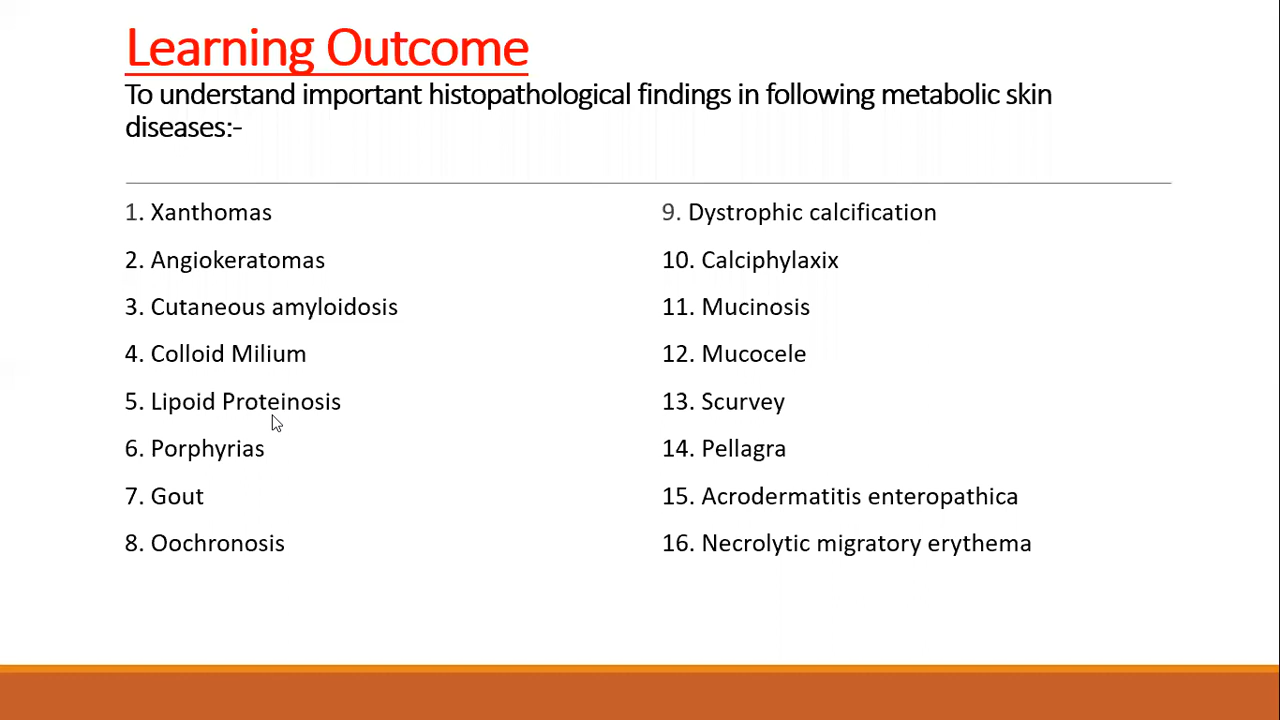 Learning Outcome
To understand important histopathological findings in following metabolic skin
diseases:-
1. Xanthomas
2. Angiokeratomas
3. Cutaneous amyloidosis
4. Colloid Milium
5. Lipoid Proteinosis
6. Porphyrias
7. Gout
8. Oochronosis
9. Dystrophic calcification
10. Calciphylaxix
11. Mucinosis
12. Mucocele
13. Scurvey
14. Pellagra
15. Acrodermatitis enteropathica
16. Necrolytic migratory erythema